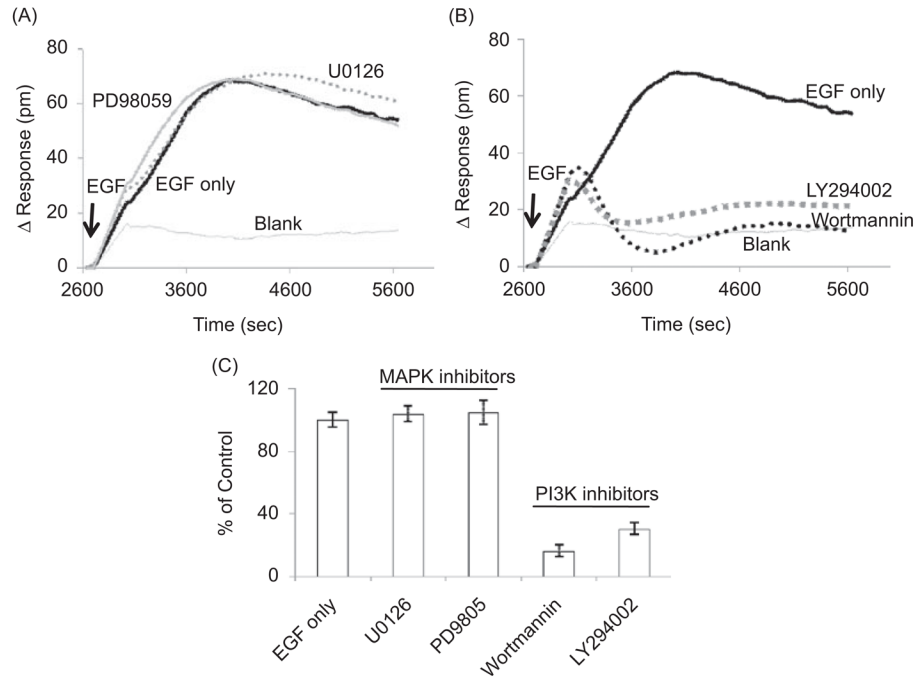 (A)
80
60
40
20
0
Δ Response (pm)
PD98059
U0126
EGF
EGF only
Blank
2600 3600 4600 5600
Time (sec)
(B)
80
60
40
20
0
Δ Response (pm)
EGF only
EGF
LY294002
Wortmannin
Blank
2600 3600 4600 5600
Time (sec)
(C)
120
80
40
0
% of Control
MAPK inhibitors
PI3K inhibitors
EGF only
U0126
PD9805
Wortmannin
LY294002